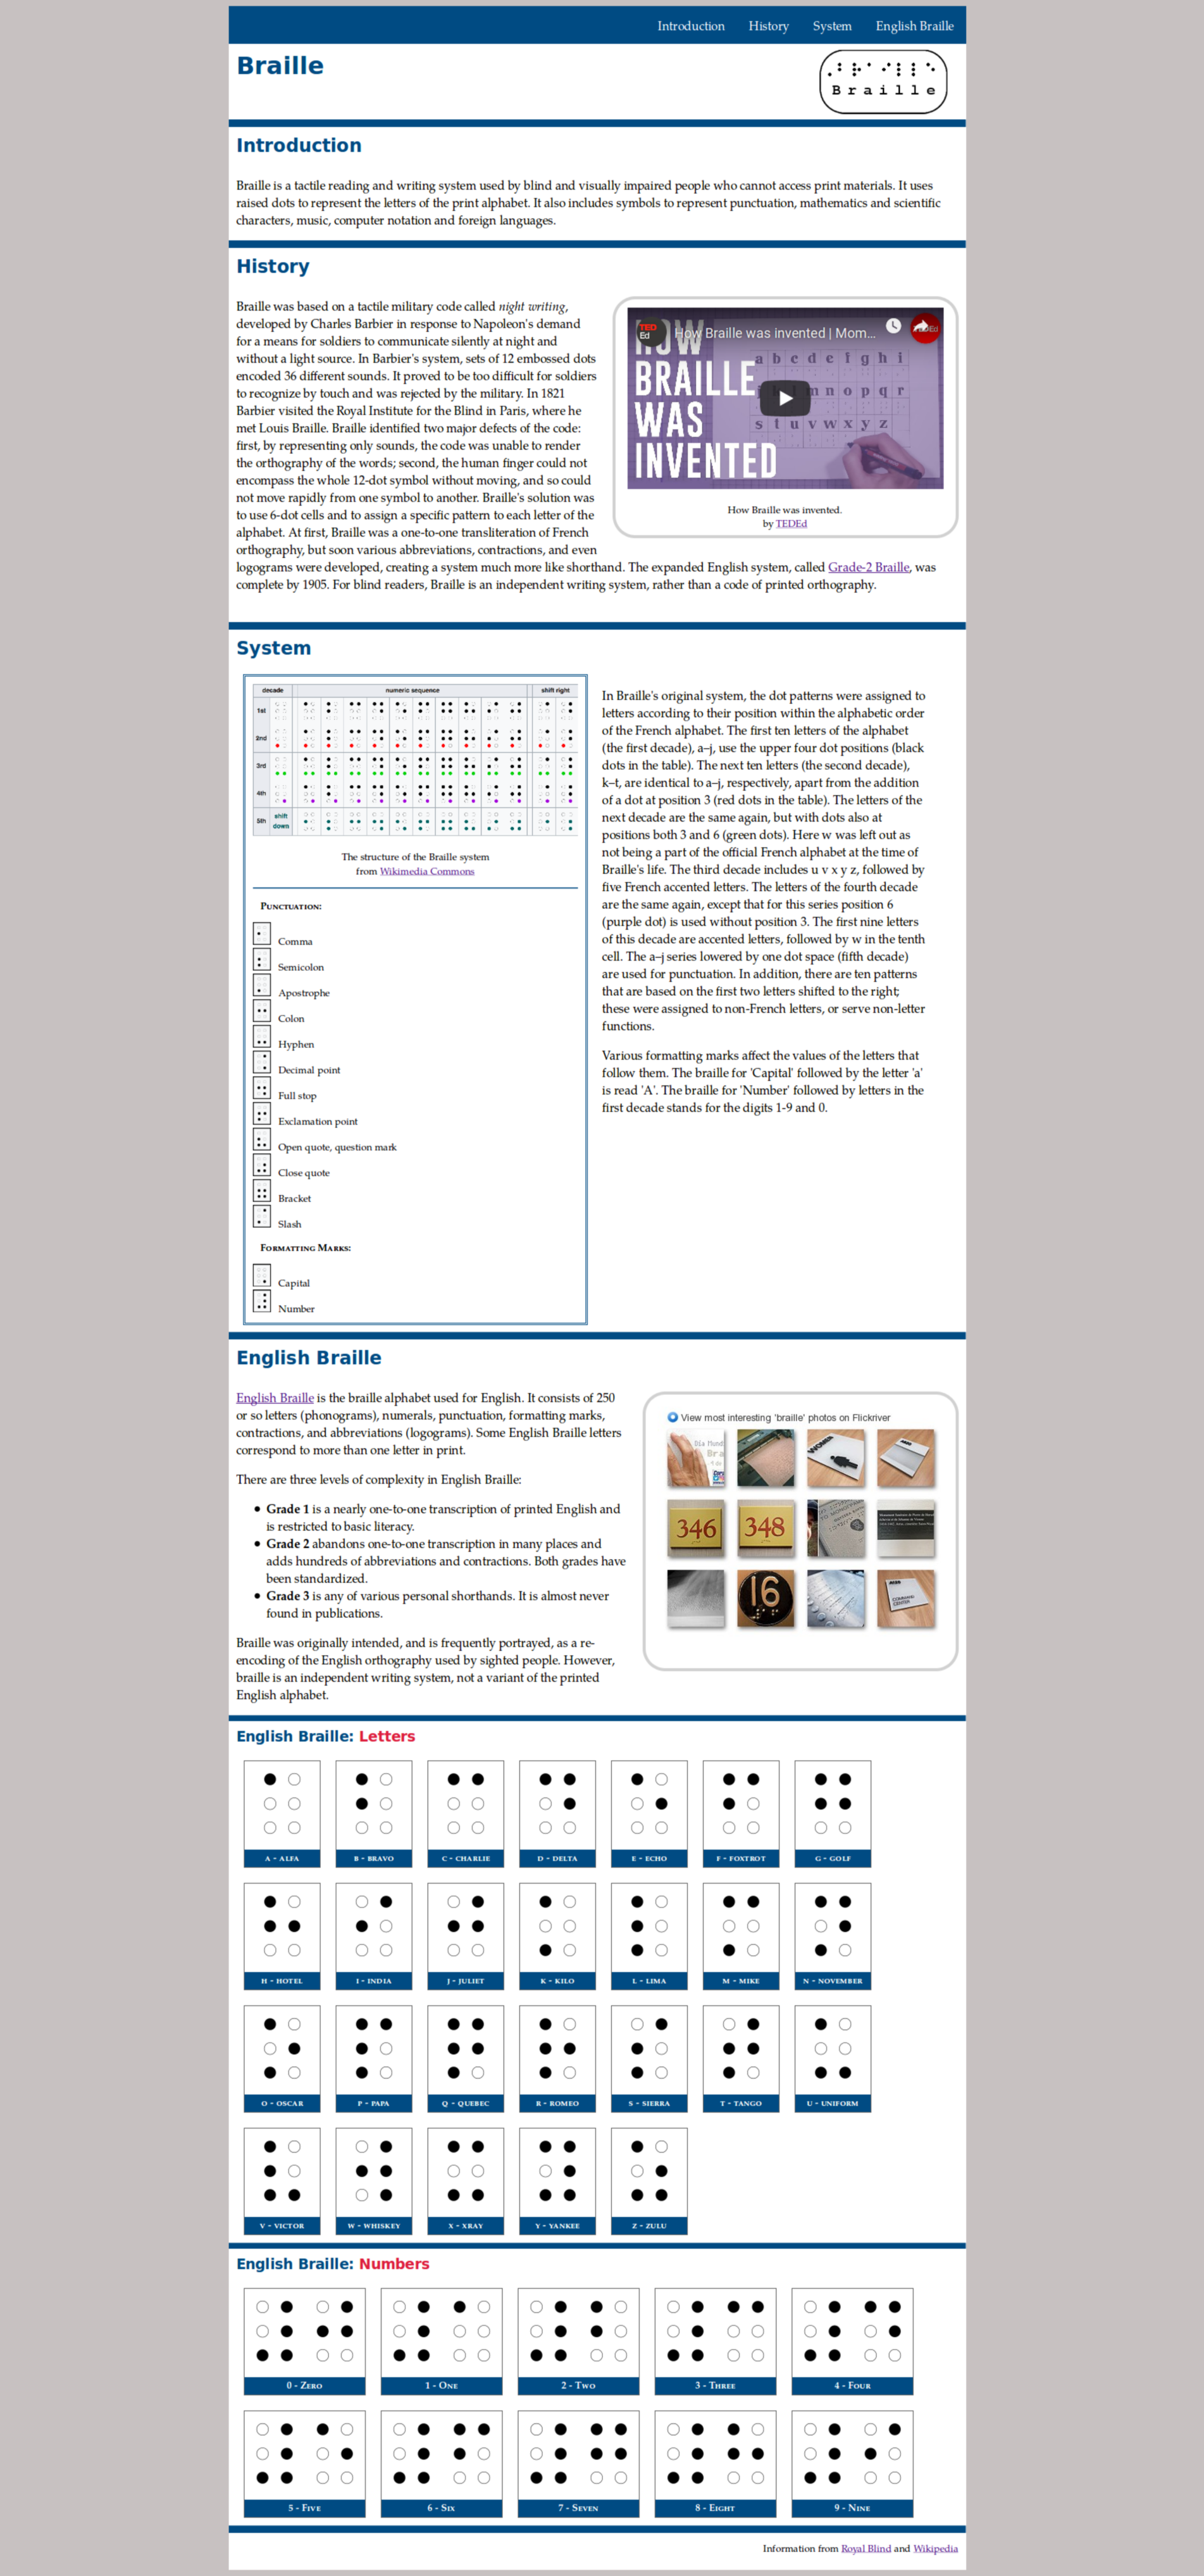 Introduction History System English Braille
Braille
Braille
Introduction
Braille is a tactile reading and writing system used by blind and visually impaired people who cannot access print materials. It uses
raised dots to represent the letters of the print alphabet. It also includes symbols to represent punctuation, mathematics and scientific
characters, music, computer notation and foreign languages.
History
Braille was based on a tactile military code called night writing,
developed by Charles Barbier in response to Napoleon's demand
for a means for soldiers to communicate silently at night and
without a light source. In Barbier's system, sets of 12 embossed dots
encoded 36 different sounds. It proved to be too difficult for soldiers
to recognize by touch and was rejected by the military. In 1821
Barbier visited the Royal Institute for the Blind in Paris, where he
met Louis Braille. Braille identified two major defects of the code:
first, by representing only sounds, the code was unable to render
the orthography of the words; second, the human finger could not
encompass the whole 12-dot symbol without moving, and so could
not move rapidly from one symbol to another. Braille's solution was
to use 6-dot cells and to assign a specific pattern to each letter of the
alphabet. At first, Braille was a one-to-one transliteration of French
orthography, but soon various abbreviations, contractions, and even
logograms were developed, creating a system much more like shorthand. The expanded English system, called Grade-2 Braille, was
complete by 1905. For blind readers, Braille is an independent writing system, rather than a code of printed orthography.
TED Ed
How Braille was invented | Mom...
HOW
BRAILLE
WAS
INVENTED
a b c d e f g h i
m n o p q r
s t u v w x y z
How Braille was invented.
by TEDEd
System
decade numeric sequence shift right
1st
2nd
3rd
4th
5th shift down
The structure of the Braille system
from Wikimedia Commons
Punctuation:
Comma
Semicolon
Apostrophe
Colon
Hyphen
Decimal point
Full stop
Exclamation point
Open quote, question mark
Close quote
Bracket
Slash
Formatting Marks:
Capital
Number
In Braille's original system, the dot patterns were assigned to
letters according to their position within the alphabetic order
of the French alphabet. The first ten letters of the alphabet
(the first decade), a–j, use the upper four dot positions (black
dots in the table). The next ten letters (the second decade),
k–t, are identical to a–j, respectively, apart from the addition
of a dot at position 3 (red dots in the table). The letters of the
next decade are the same again, but with dots also at
positions both 3 and 6 (green dots). Here w was left out as
not being a part of the official French alphabet at the time of
Braille's life. The third decade includes u v x y z, followed by
five French accented letters. The letters of the fourth decade
are the same again, except that for this series position 6
(purple dot) is used without position 3. The first nine letters
of this decade are accented letters, followed by w in the tenth
cell. The a–j series lowered by one dot space (fifth decade)
are used for punctuation. In addition, there are ten patterns
that are based on the first two letters shifted to the right;
these were assigned to non-French letters, or serve non-letter
functions.
Various formatting marks affect the values of the letters that
follow them. The braille for 'Capital' followed by the letter 'a'
is read 'A'. The braille for 'Number' followed by letters in the
first decade stands for the digits 1-9 and 0.
English Braille
English Braille is the braille alphabet used for English. It consists of 250
or so letters (phonograms), numerals, punctuation, formatting marks,
contractions, and abbreviations (logograms). Some English Braille letters
correspond to more than one letter in print.
There are three levels of complexity in English Braille:
Grade 1 is a nearly one-to-one transcription of printed English and
is restricted to basic literacy.
Grade 2 abandons one-to-one transcription in many places and
adds hundreds of abbreviations and contractions. Both grades have
been standardized.
Grade 3 is any of various personal shorthands. It is almost never
found in publications.
Braille was originally intended, and is frequently portrayed, as a re-
encoding of the English orthography used by sighted people. However,
braille is an independent writing system, not a variant of the printed
English alphabet.
View most interesting 'braille' photos on Flickriver
WOMEN
346
348
16
COMMAND
CENTER
English Braille: Letters
A - ALFA B - BRAVO C - CHARLIE D - DELTA E - ECHO F - FOXTROT G - GOLF
H - HOTEL I - INDIA J - JULIET K - KILO L - LIMA M - MIKE N - NOVEMBER
O - OSCAR P - PAPA Q - QUEBEC R - ROMEO S - SIERRA T - TANGO U - UNIFORM
V - VICTOR W - WHISKEY X - XRAY Y - YANKEE Z - ZULU
English Braille: Numbers
0 - Zero 1 - One 2 - Two 3 - Three 4 - Four
5 - Five 6 - Six 7 - Seven 8 - Eight 9 - Nine
Information from Royal Blind and Wikipedia